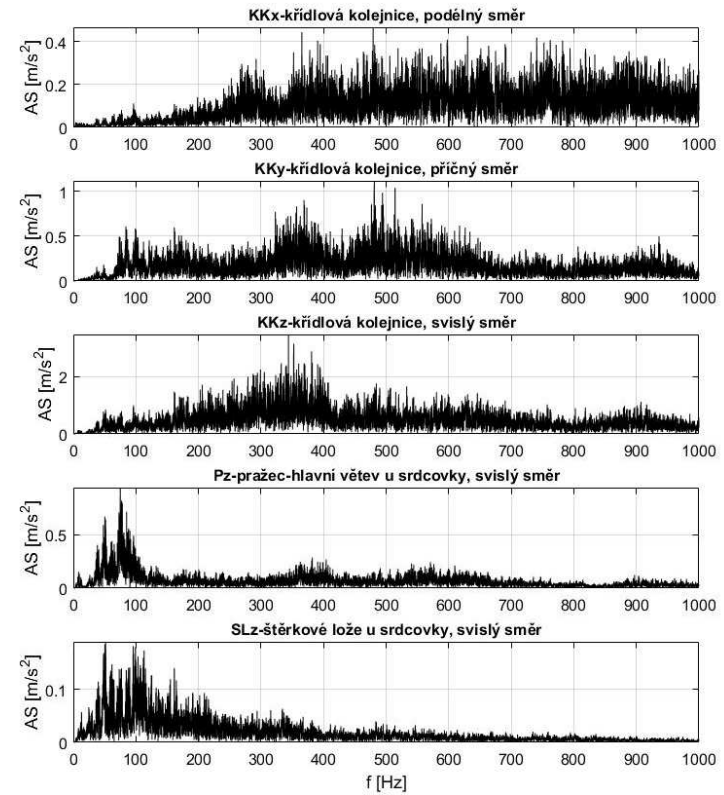 KKx-křídlová kolejnice, podélný směr
AS [m/s²]
0.4
0.2
0
0 100 200 300 400 500 600 700 800 900 1000
KKy-křídlová kolejnice, příčný směr
AS [m/s²]
1
0.5
0
0 100 200 300 400 500 600 700 800 900 1000
KKz-křídlová kolejnice, svislý směr
AS [m/s²]
2
0
0 100 200 300 400 500 600 700 800 900 1000
Pz-pražec-hlavní větev u srdcovky, svislý směr
AS [m/s²]
0.5
0
0 100 200 300 400 500 600 700 800 900 1000
SLz-štěrkové lože u srdcovky, svislý směr
AS [m/s²]
0.1
0
0 100 200 300 400 500 600 700 800 900 1000
f [Hz]